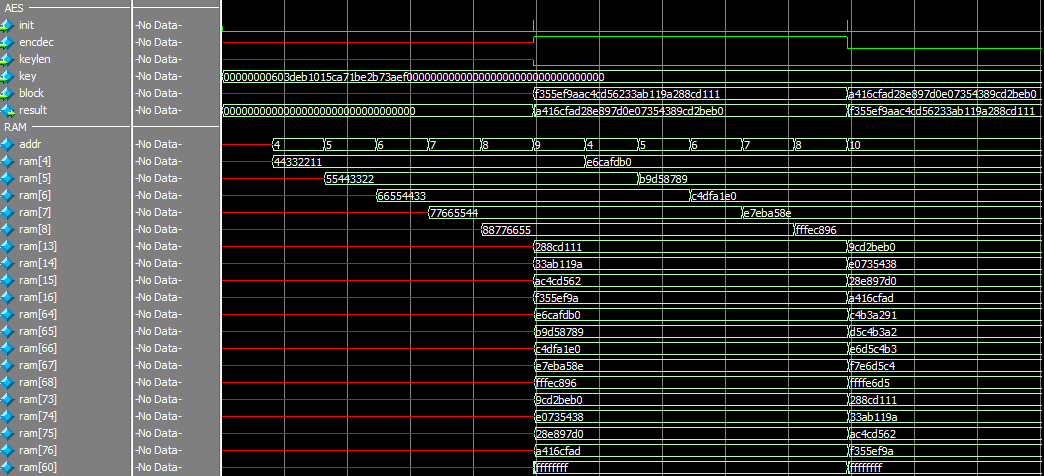 AES
init -No Data-
encdec -No Data-
keylen -No Data-
key -No Data- 00000000603deb1015ca71be2b73aef00000000000000000000000000000000
block -No Data- f355ef9aac4cd56233ab119a288cd111 a416cfad28e897d0e07354389cd2beb0
result -No Data- 00000000000000000000000000000000 a416cfad28e897d0e07354389cd2beb0 f355ef9aac4cd56233ab119a288cd111
RAM
addr -No Data- 4 5 6 7 8 9 4 5 6 7 8 10
ram[4] -No Data- 44332211 e6cafdb0
ram[5] -No Data- 55443322 b9d58789
ram[6] -No Data- 66554433 c4dfa1e0
ram[7] -No Data- 77665544 e7eba58e
ram[8] -No Data- 88776655 fffec896
ram[13] -No Data- 288cd111 9cd2beb0
ram[14] -No Data- 33ab119a e0735438
ram[15] -No Data- ac4cd562 28e897d0
ram[16] -No Data- f355ef9a a416cfad
ram[64] -No Data- e6cafdb0 c4b3a291
ram[65] -No Data- b9d58789 d5c4b3a2
ram[66] -No Data- c4dfa1e0 e6d5c4b3
ram[67] -No Data- e7eba58e f7e6d5c4
ram[68] -No Data- fffec896 ffffe6d5
ram[73] -No Data- 9cd2beb0 288cd111
ram[74] -No Data- e0735438 33ab119a
ram[75] -No Data- 28e897d0 ac4cd562
ram[76] -No Data- a416cfad f355ef9a
ram[60] -No Data- ffffffff ffffffff